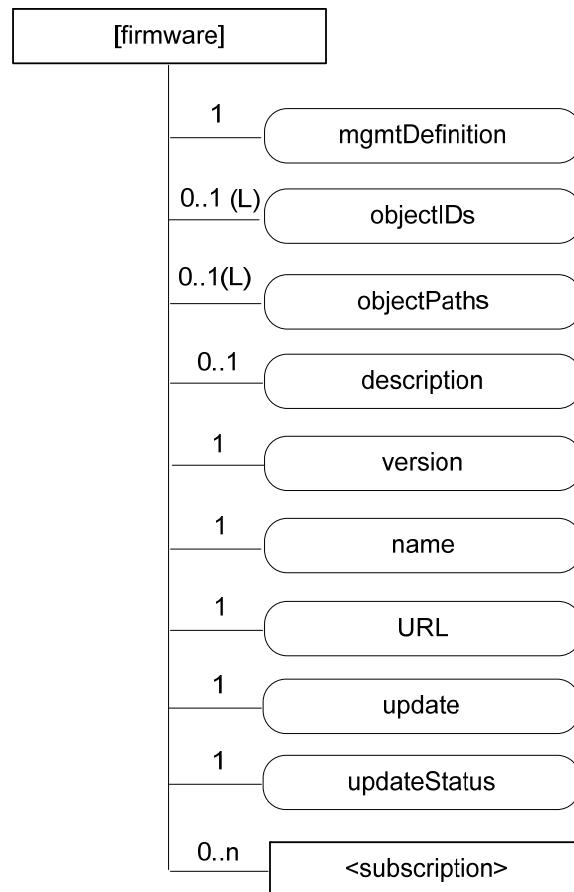 [firmware]
1
mgmtDefinition
0..1 (L)
objectIDs
0..1(L)
objectPaths
0..1
description
1
version
1
name
1
URL
1
update
1
updateStatus
0..n
<subscription>